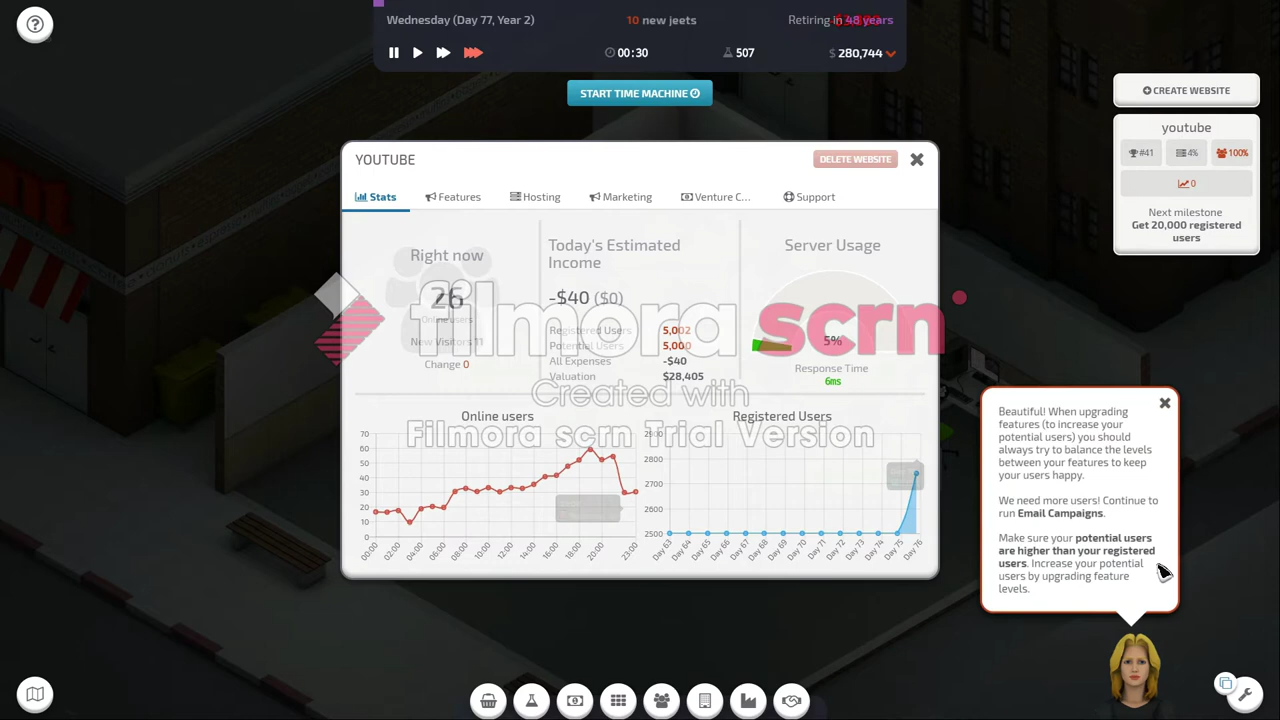 Wednesday (Day 77, Year 2)
10 new jeets
Retiring in 48 years
00:30
507
$ 280,744
START TIME MACHINE
CREATE WEBSITE
youtube
#41
4%
100%
0
Next milestone
Get 20,000 registered
users
YOUTUBE
DELETE WEBSITE
Stats
Features
Hosting
Marketing
Venture C...
Support
Right now
26
Online users
New Visitors 11
Change 0
Today's Estimated
Income
-$40 ($0)
Registered Users 5,002
Potential Users 5,000
All Expenses -$40
Valuation $28,405
Server Usage
5%
Response Time
6ms
filmora scrn
Created with
Filmora scrn Trial Version
Online users
70
60
50
40
30
20
10
0
00:00
02:00
04:00
06:00
08:00
10:00
12:00
14:00
16:00
18:00
20:00
23:00
Registered Users
2900
2800
2700
2600
2500
Day 63
Day 64
Day 65
Day 66
Day 67
Day 68
Day 69
Day 70
Day 71
Day 72
Day 73
Day 74
Day 75
Day 76
Beautiful! When upgrading
features (to increase your
potential users) you should
always try to balance the levels
between your features to keep
your users happy.
We need more users! Continue to
run Email Campaigns.
Make sure your potential users
are higher than your registered
users. Increase your potential
users by upgrading feature
levels.